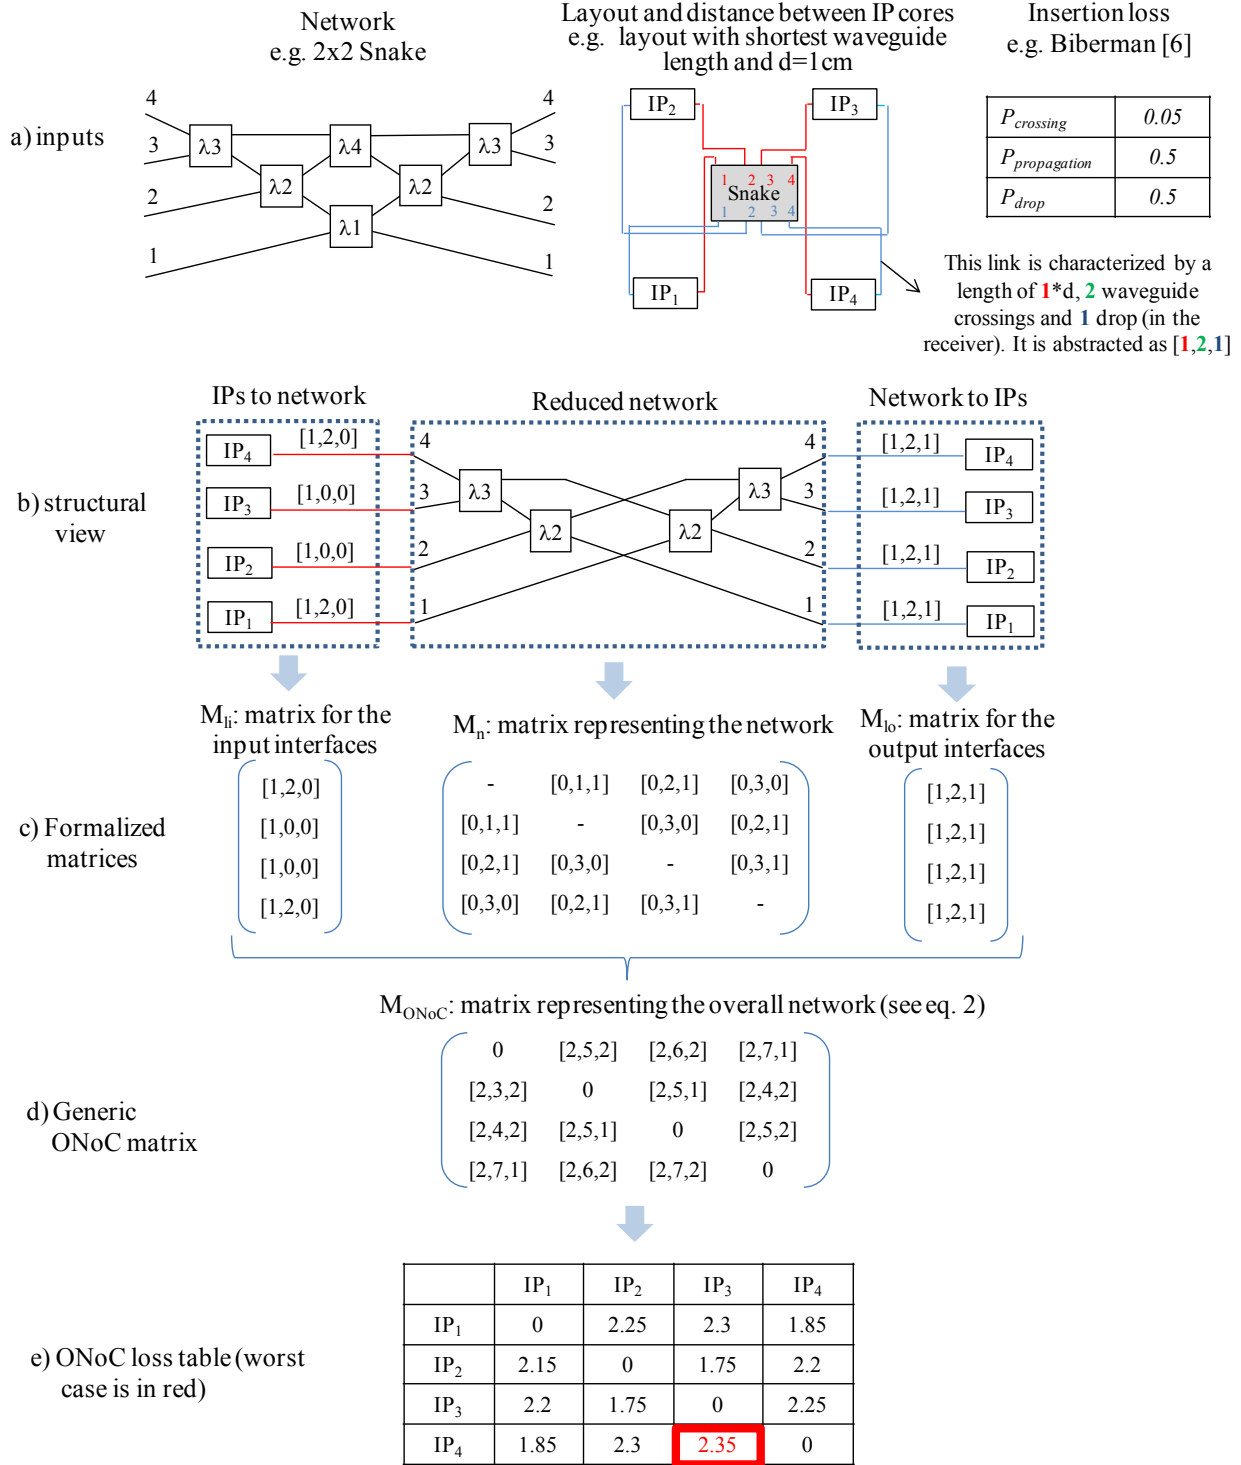 Network
e.g. 2x2 Snake
Layout and distance between IP cores
e.g. layout with shortest waveguide
length and d=1cm
Insertion loss
e.g. Biberman [6]
a) inputs
4
3
2
1
λ3
λ4
λ3
λ2
λ2
λ1
4
3
2
1
IP2
IP3
1 2 3 4
Snake
1 2 3 4
IP1
IP4
Pcrossing 0.05
Ppropagation 0.5
Pdrop 0.5
This link is characterized by a
length of 1*d, 2 waveguide
crossings and 1 drop (in the
receiver). It is abstracted as [1,2,1]
IPs to network
Reduced network
Network to IPs
b) structural
view
IP4 [1,2,0]
IP3 [1,0,0]
IP2 [1,0,0]
IP1 [1,2,0]
4
3
2
1
λ3
λ2
λ2
λ3
4
3
2
1
[1,2,1] IP4
[1,2,1] IP3
[1,2,1] IP2
[1,2,1] IP1
Mli: matrix for the
input interfaces
Mn: matrix representing the network
Mlo: matrix for the
output interfaces
c) Formalized
matrices
[1,2,0]
[1,0,0]
[1,0,0]
[1,2,0]
- [0,1,1] [0,2,1] [0,3,0]
[0,1,1] - [0,3,0] [0,2,1]
[0,2,1] [0,3,0] - [0,3,1]
[0,3,0] [0,2,1] [0,3,1] -
[1,2,1]
[1,2,1]
[1,2,1]
[1,2,1]
MONoC: matrix representing the overall network (see eq. 2)
d) Generic
ONoC matrix
0 [2,5,2] [2,6,2] [2,7,1]
[2,3,2] 0 [2,5,1] [2,4,2]
[2,4,2] [2,5,1] 0 [2,5,2]
[2,7,1] [2,6,2] [2,7,2] 0
e) ONoC loss table (worst
case is in red)
IP1 IP2 IP3 IP4
IP1 0 2.25 2.3 1.85
IP2 2.15 0 1.75 2.2
IP3 2.2 1.75 0 2.25
IP4 1.85 2.3 2.35 0